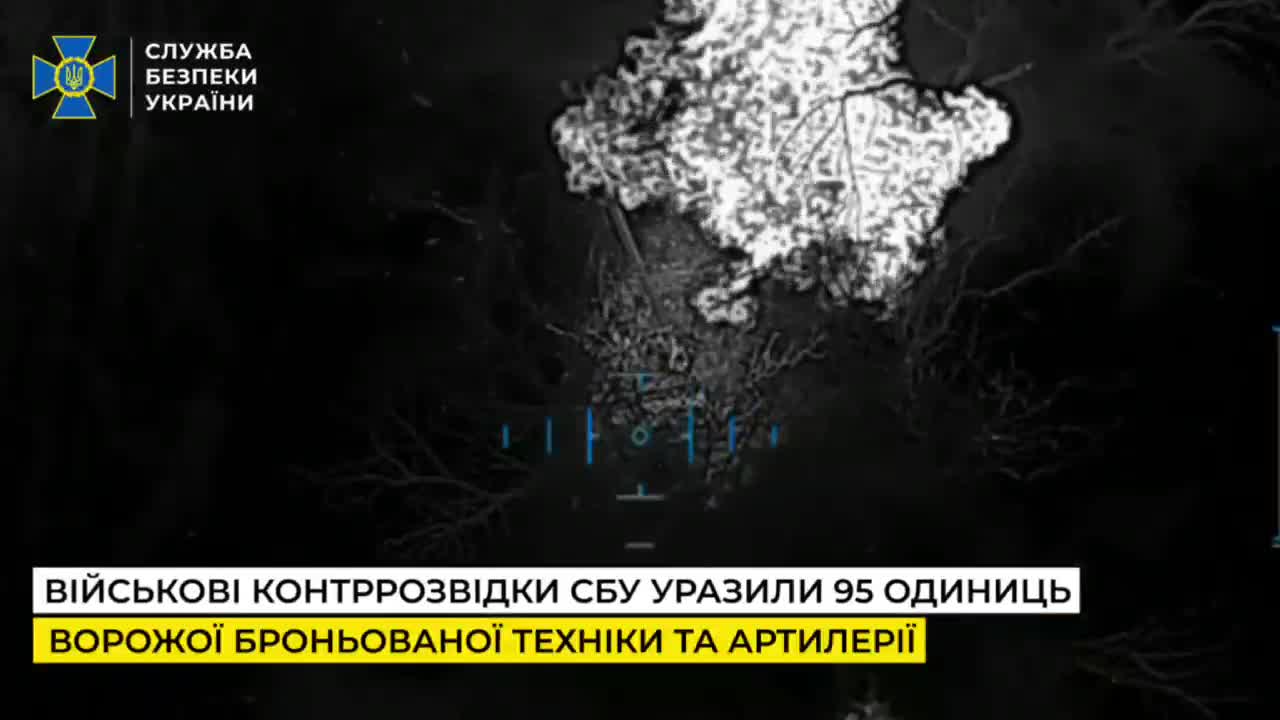 СЛУЖБА
БЕЗПЕКИ
УКРАЇНИ
ВІЙСЬКОВІ КОНТРРОЗВІДКИ СБУ УРАЗИЛИ 95 ОДИНИЦЬ
ВОРОЖОЇ БРОНЬОВАНОЇ ТЕХНІКИ ТА АРТИЛЕРІЇ